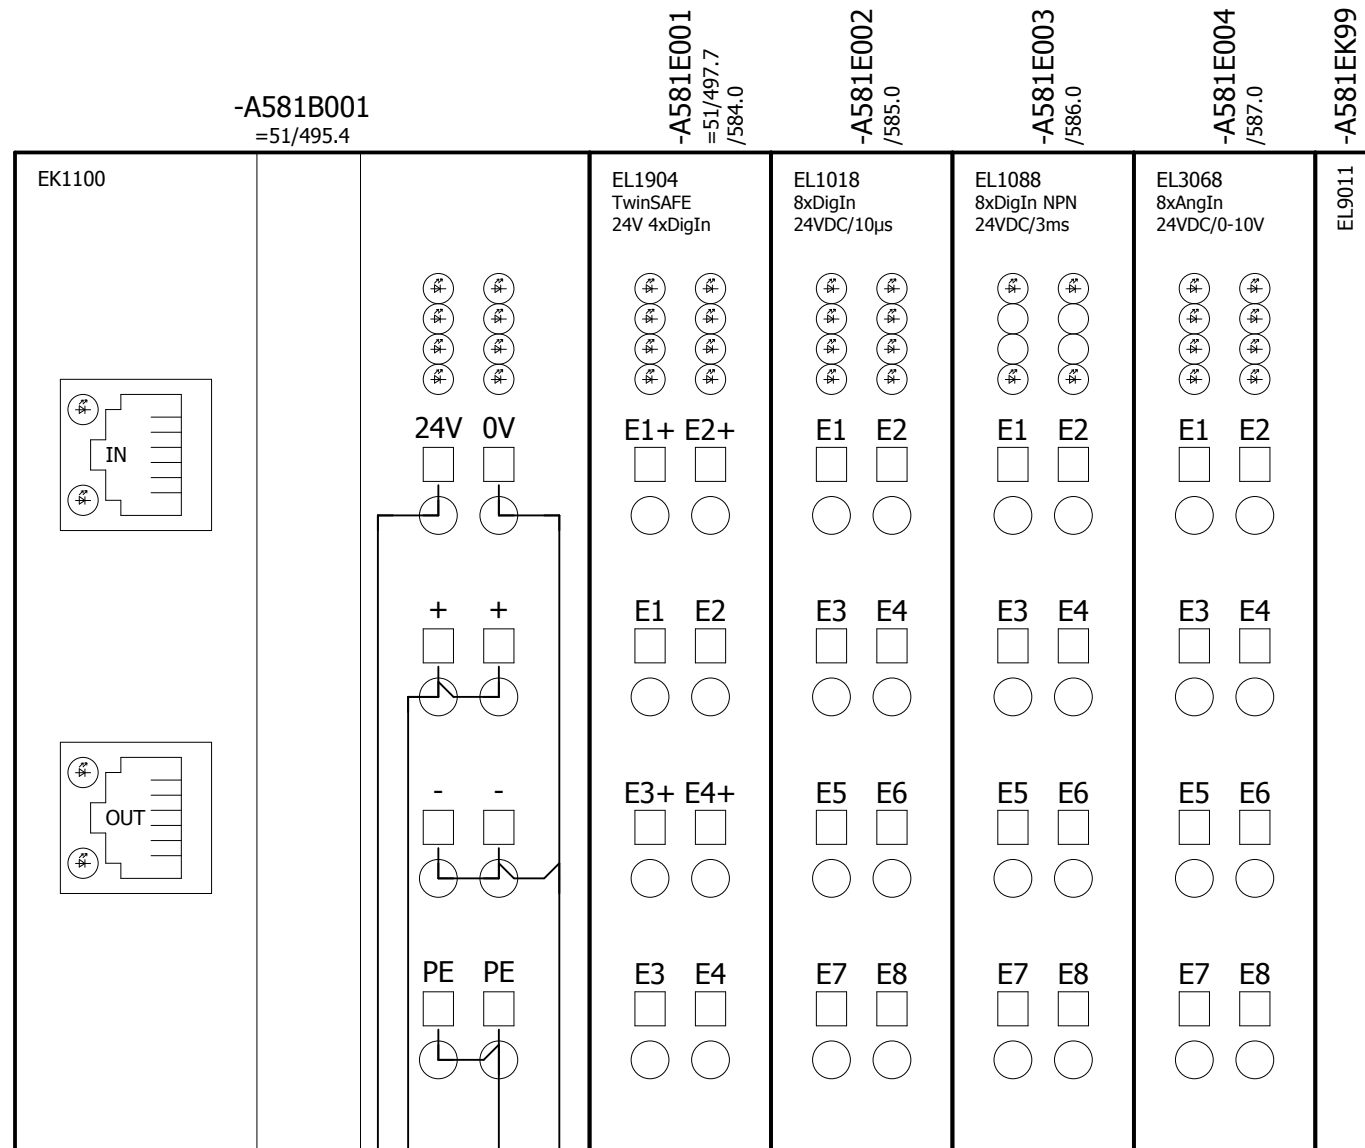 -A581B001
=51/495.4
-A581E001
=51/497.7
/584.0
-A581E002
/585.0
-A581E003
/586.0
-A581E004
/587.0
-A581EK99
EK1100
IN
OUT
24V 0V
+ +
- -
PE PE
EL1904
TwinSAFE
24V 4xDigIn
E1+ E2+
E1 E2
E3+ E4+
E3 E4
EL1018
8xDigIn
24VDC/10µs
E1 E2
E3 E4
E5 E6
E7 E8
EL1088
8xDigIn NPN
24VDC/3ms
E1 E2
E3 E4
E5 E6
E7 E8
EL3068
8xAngIn
24VDC/0-10V
E1 E2
E3 E4
E5 E6
E7 E8
EL9011